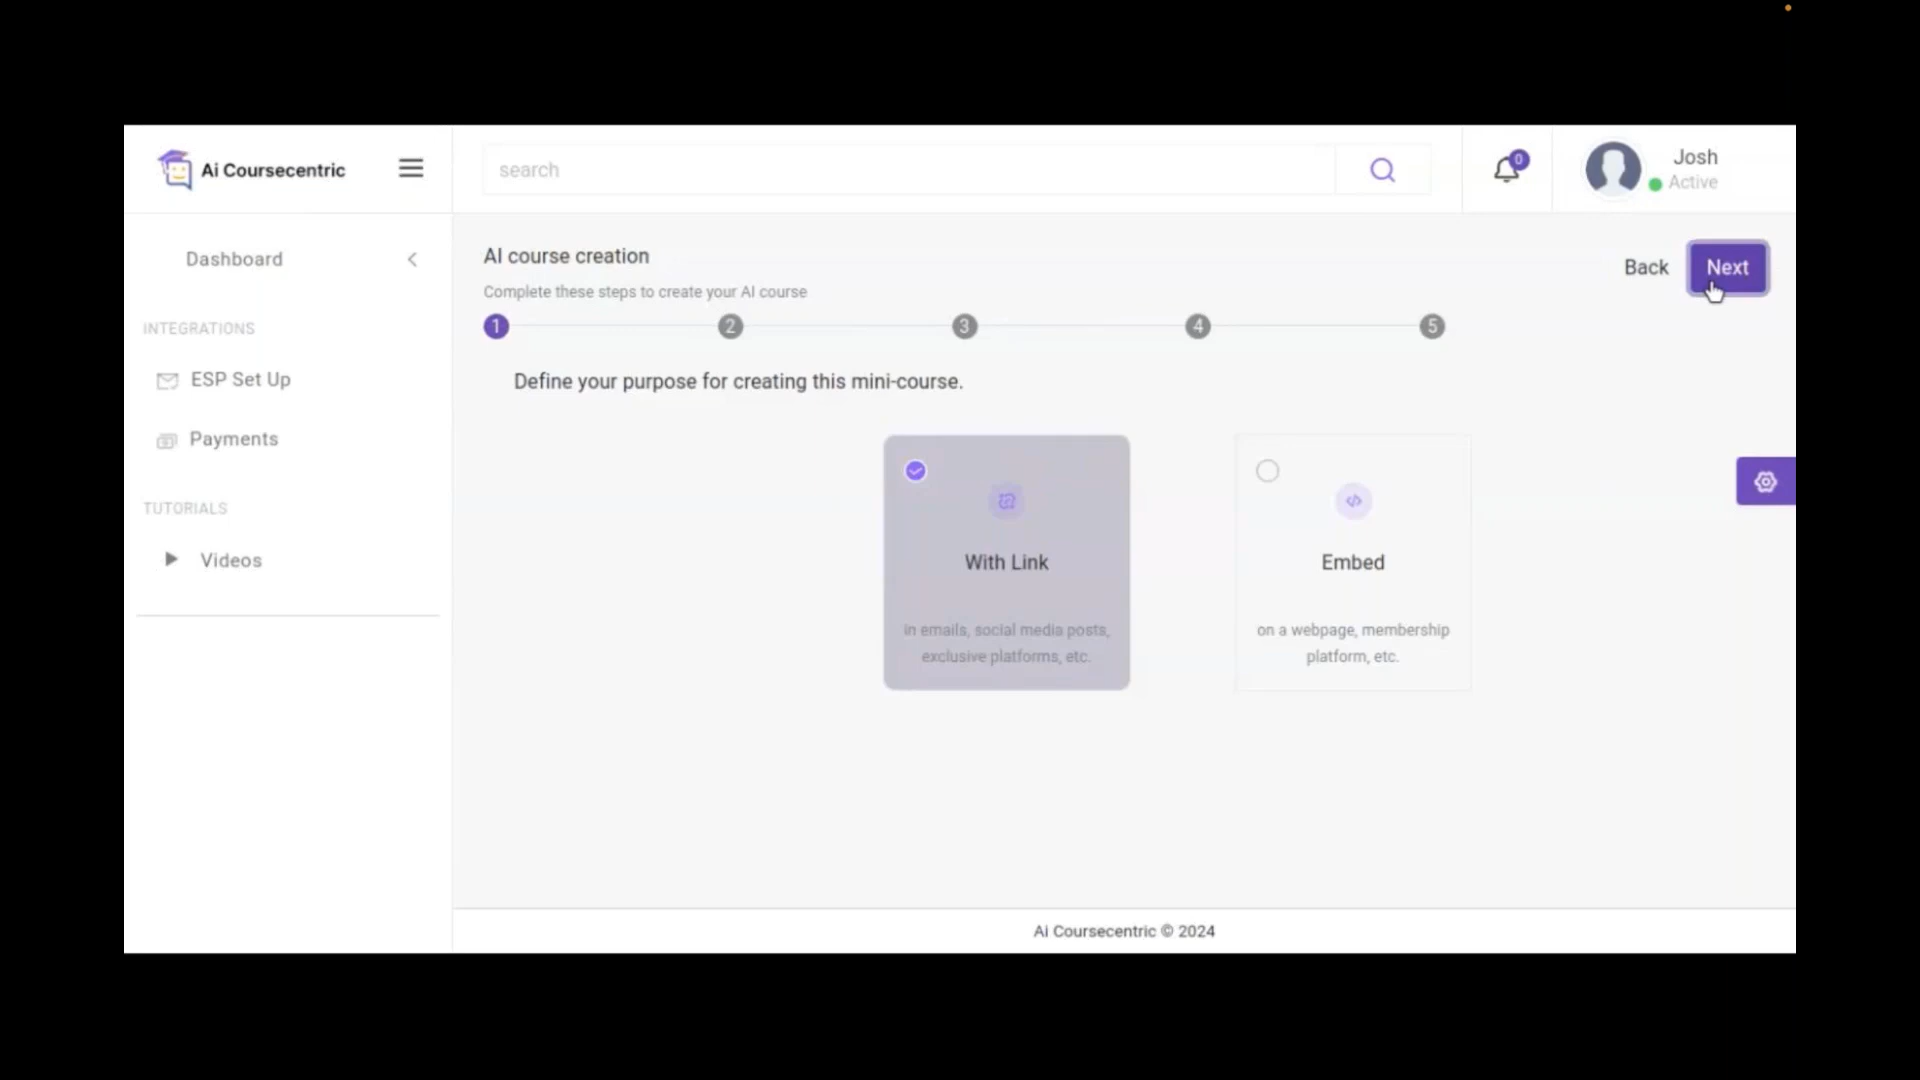 Ai Coursecentric
search
0
Josh
Active
Dashboard
INTEGRATIONS
ESP Set Up
Payments
TUTORIALS
Videos
AI course creation
Complete these steps to create your AI course
Back
Next
1 2 3 4 5
Define your purpose for creating this mini-course.
With Link
in emails, social media posts,
exclusive platforms, etc.
Embed
on a webpage, membership
platform, etc.
Ai Coursecentric © 2024